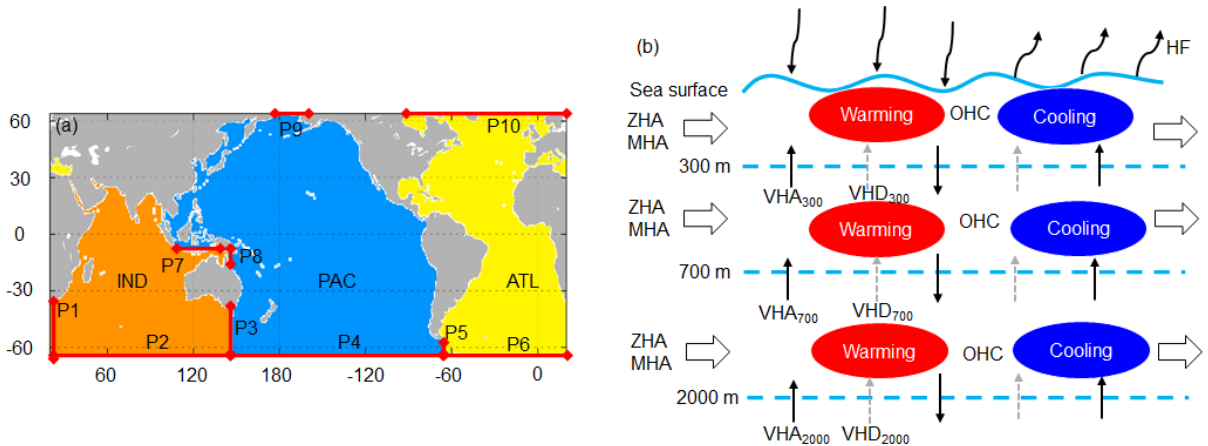 (a)
60
30
0
-30
-60
60
120
180
-120
-60
0
P9
P10
P7
P8
IND
PAC
ATL
P1
P3
P5
P2
P4
P6
(b)
HF
Sea surface
Warming
OHC
Cooling
ZHA
MHA
300 m
VHA300
VHD300
ZHA
MHA
Warming
OHC
Cooling
700 m
VHA700
VHD700
ZHA
MHA
Warming
OHC
Cooling
2000 m
VHA2000
VHD2000